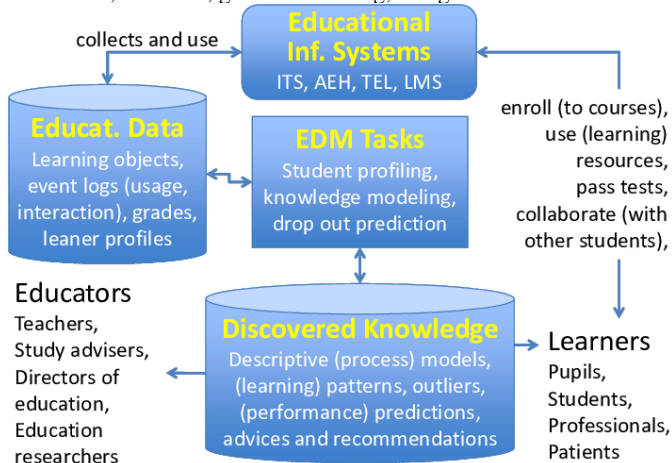 collects and use
Educational
Inf. Systems
ITS, AEH, TEL, LMS
Educat. Data
Learning objects,
event logs (usage,
interaction), grades,
leaner profiles
EDM Tasks
Student profiling,
knowledge modeling,
drop out prediction
enroll (to courses),
use (learning)
resources,
pass tests,
collaborate (with
other students),
Educators
Teachers,
Study advisers,
Directors of
education,
Education
researchers
Discovered Knowledge
Descriptive (process) models,
(learning) patterns, outliers,
(performance) predictions,
advices and recommendations
Learners
Pupils,
Students,
Professionals,
Patients